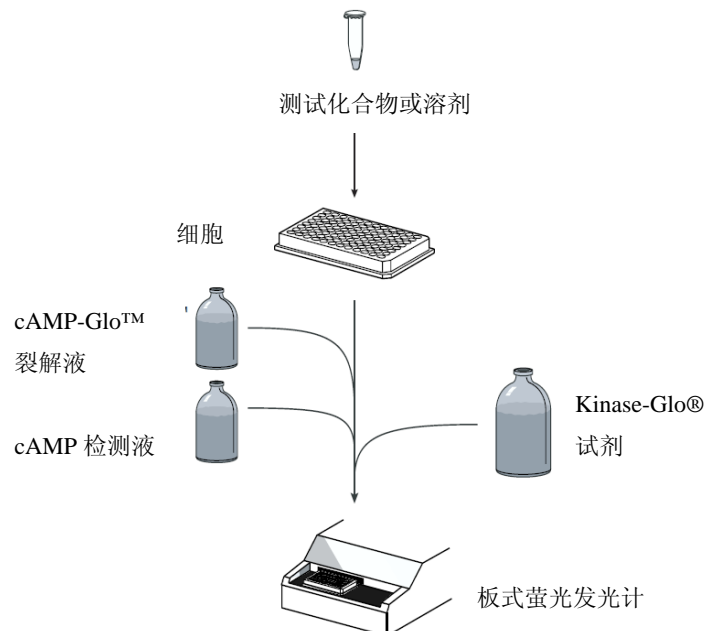 测试化合物或溶剂
细胞
cAMP-Glo™
裂解液
cAMP 检测液
Kinase-Glo®
试剂
板式萤光发光计